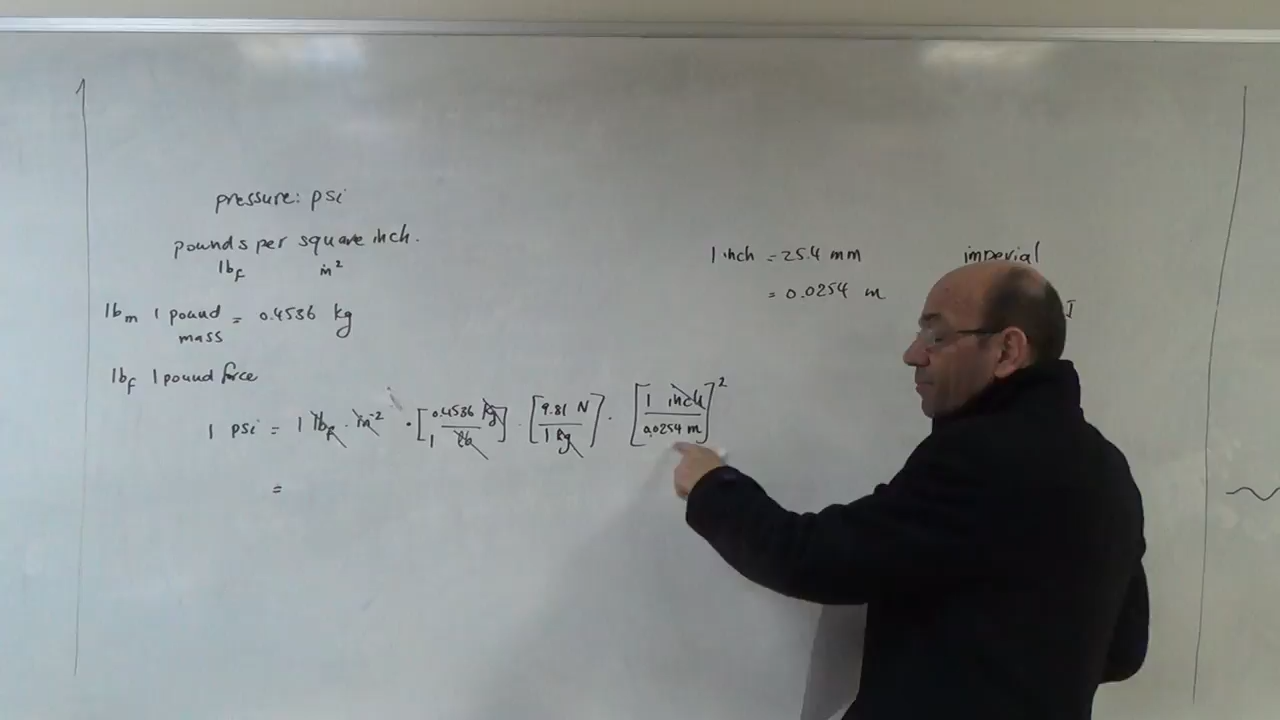 pressure: psi
pounds per square inch.
lbf in²
lbm 1 pound = 0.4536 kg
mass
lbf 1 pound force
1 psi = 1 lbf · in⁻² · [0.4536 kg / 1 lb] · [9.81 N / 1 kg] · [1 inch / 0.0254 m]²
=
1 inch = 25.4 mm
= 0.0254 m
imperial
I